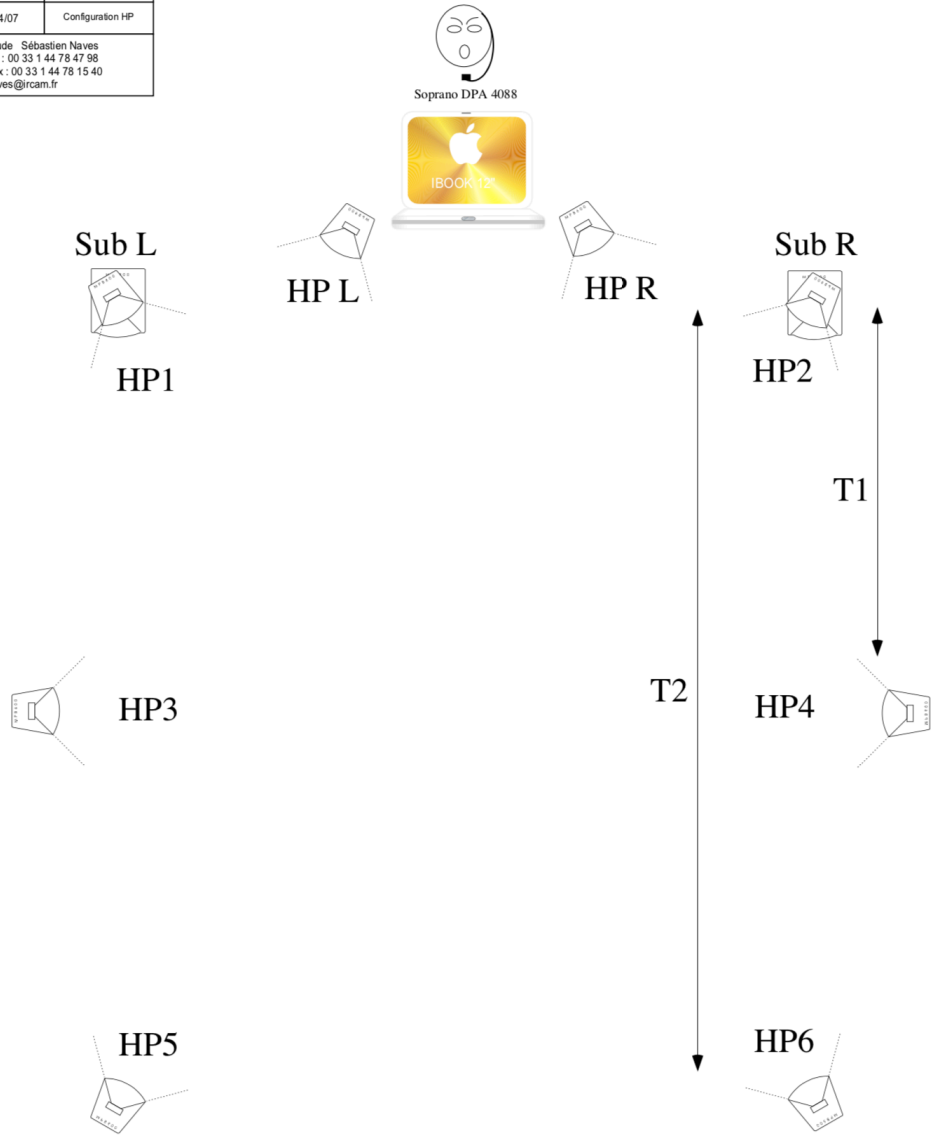 4/07
Configuration HP
Sébastien Naves
: 00 33 1 44 78 47 98
: 00 33 1 44 78 15 40
ves@ircam.fr
Soprano DPA 4088
IBOOK 12"
Sub L
Sub R
HP L
HP R
HP1
HP2
T1
T2
HP3
HP4
HP5
HP6